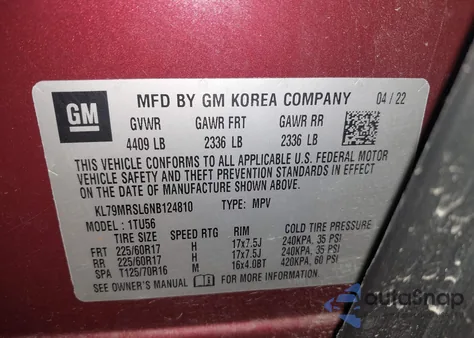 GM
MFD BY GM KOREA COMPANY 04 / 22
GVWR GAWR FRT GAWR RR
4409 LB 2336 LB 2336 LB
THIS VEHICLE CONFORMS TO ALL APPLICABLE U.S. FEDERAL MOTOR
VEHICLE SAFETY AND THEFT PREVENTION STANDARDS IN EFFECT
ON THE DATE OF MANUFACTURE SHOWN ABOVE.
KL79MRSL6NB124810 TYPE: MPV
MODEL : 1TU56
TIRE SIZE SPEED RTG RIM COLD TIRE PRESSURE
FRT 225/60R17 H 17x7.5J 240KPA, 35 PSI
RR 225/60R17 H 17x7.5J 240KPA, 35 PSI
SPA T125/70R16 M 16x4.0BT 420KPA, 60 PSI
SEE OWNER'S MANUAL FOR MORE INFORMATION.
autosnap